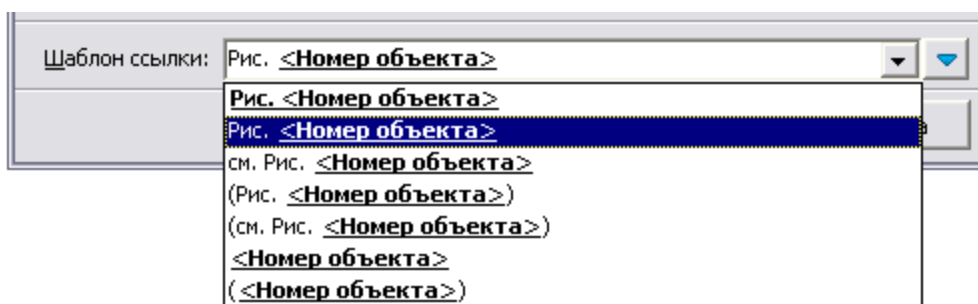 Шаблон ссылки: Рис. <Номер объекта>
Рис. <Номер объекта>
Рис. <Номер объекта>
см. Рис. <Номер объекта>
(Рис. <Номер объекта>)
(см. Рис. <Номер объекта>)
<Номер объекта>
(<Номер объекта>)